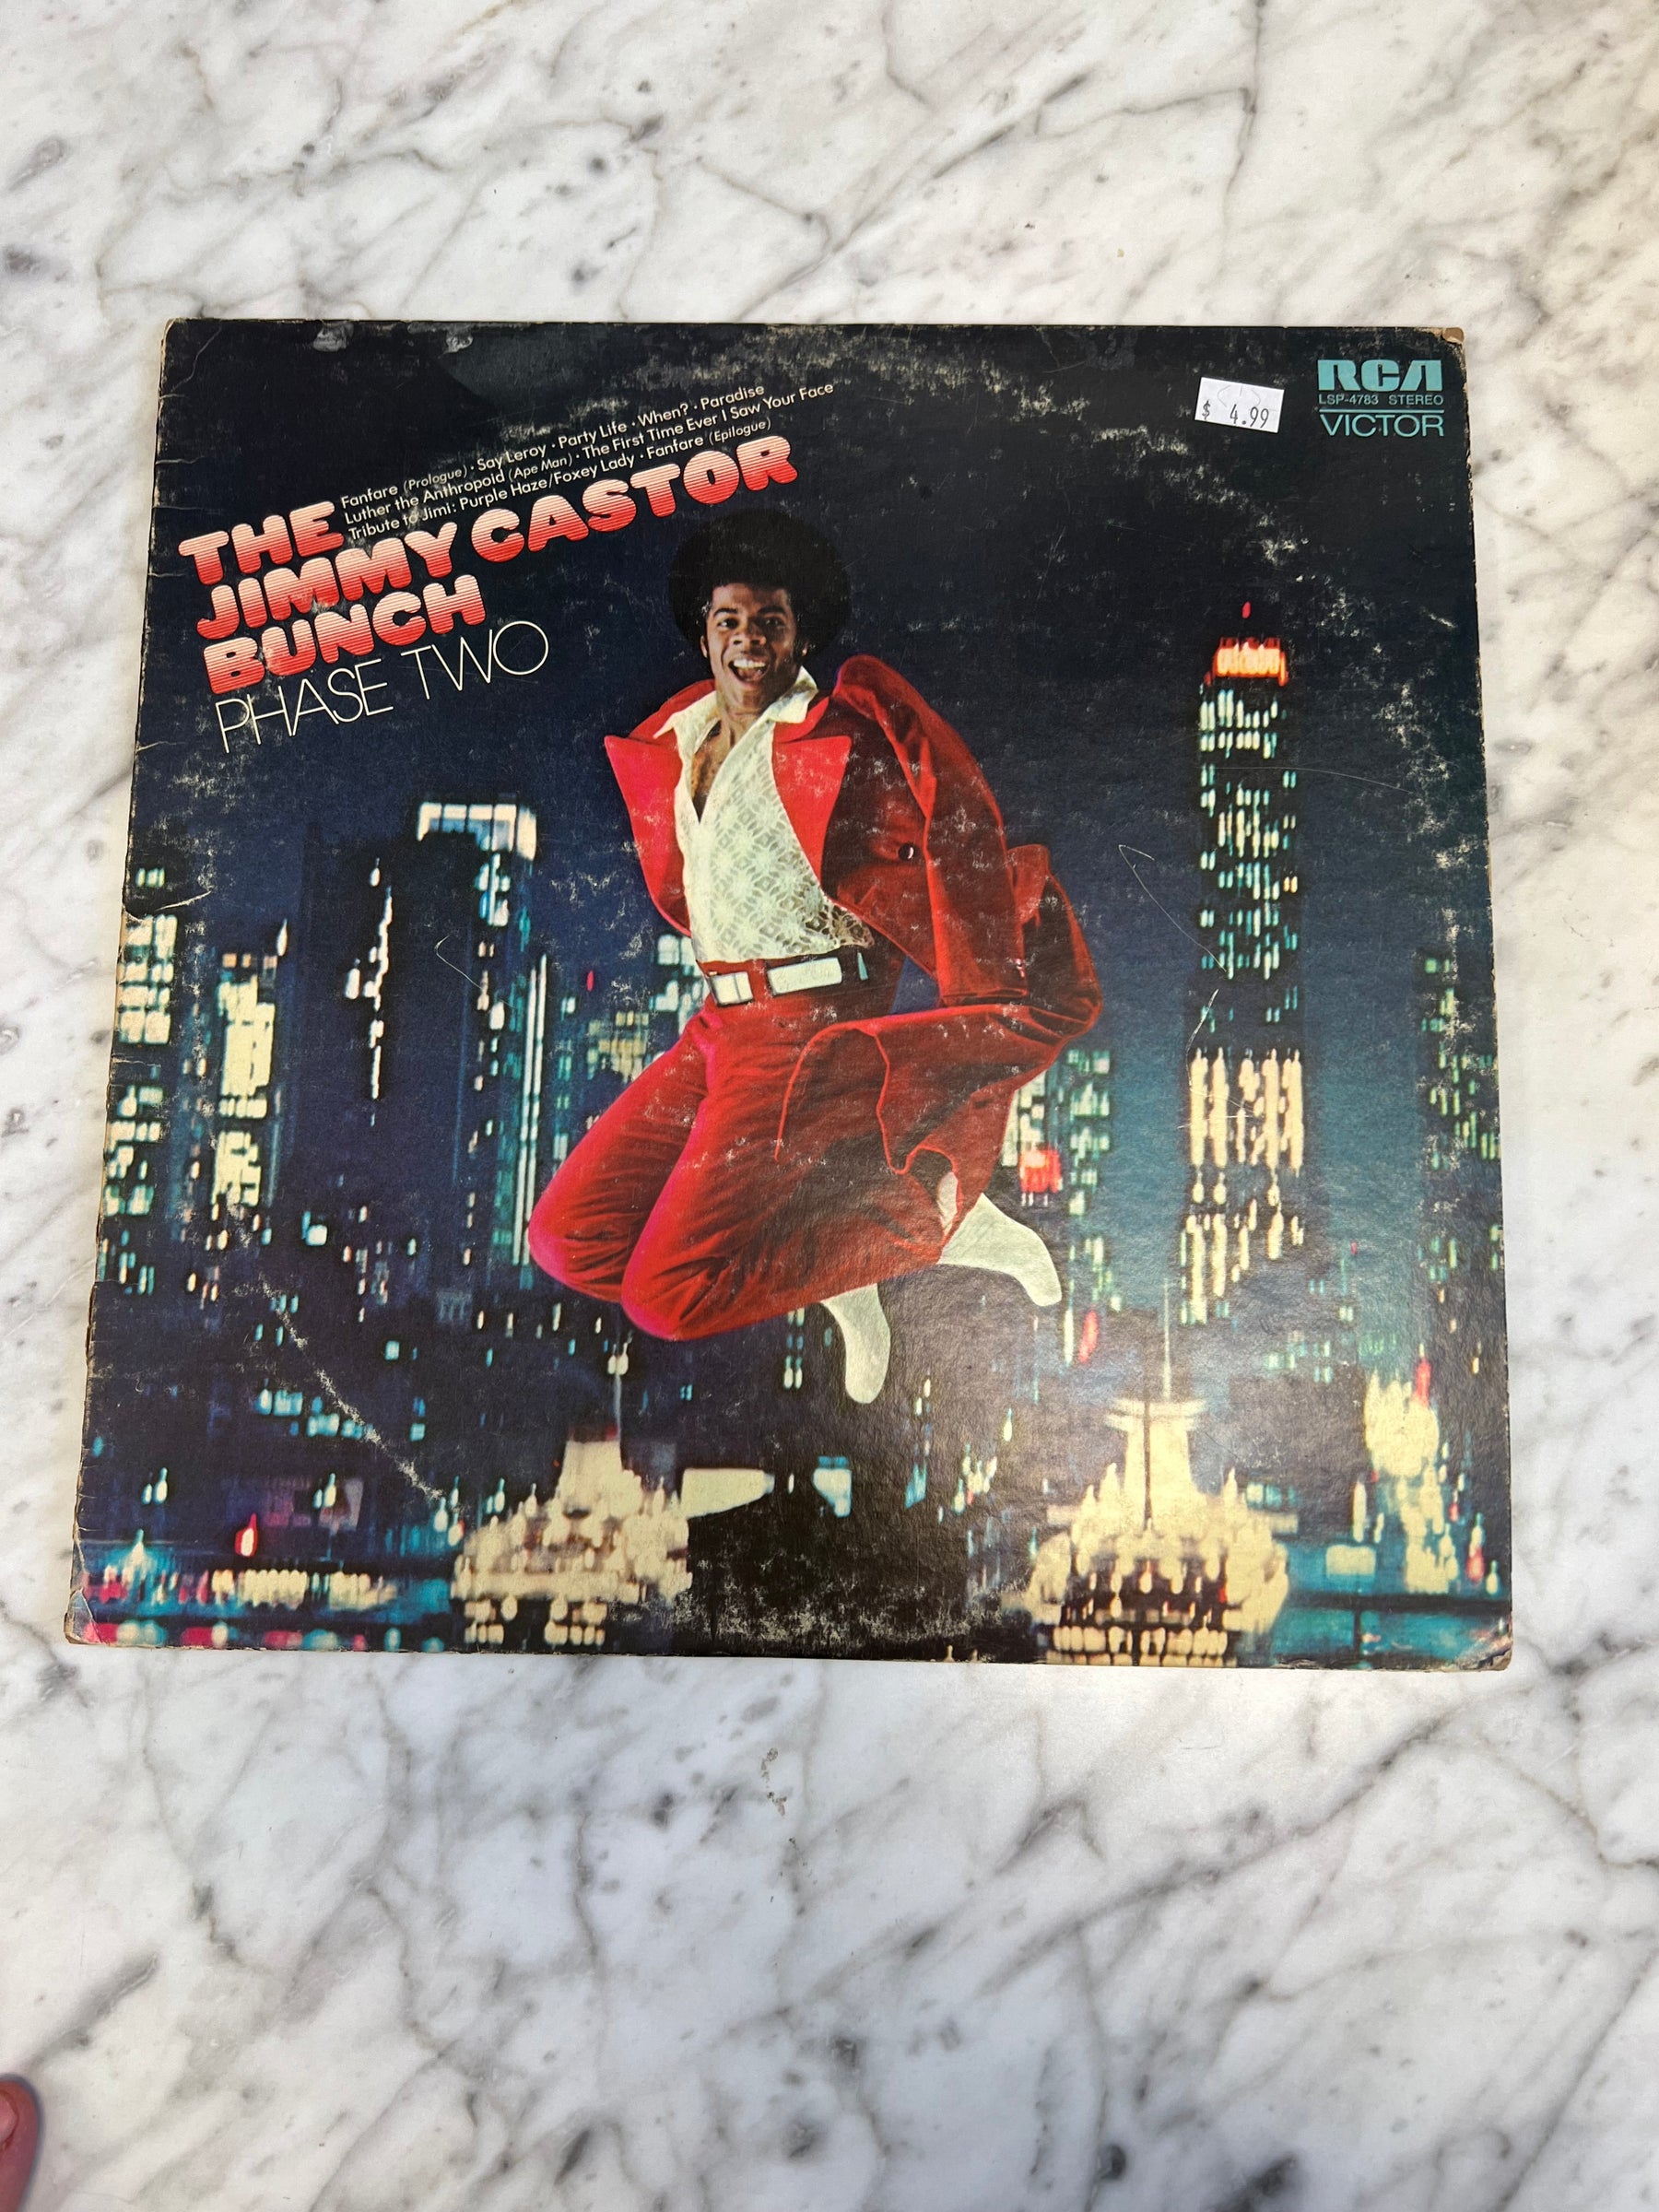 Fanfare (Prologue) · Say Leroy · Party Life · When? · Paradise
Luther the Anthropoid (Ape Man) · The First Time Ever I Saw Your Face
Tribute to Jimi: Purple Haze/Foxey Lady · Fanfare (Epilogue)
THE
JIMMY CASTOR
BUNCH
PHASE TWO
$ 4.99
RCA
LSP-4783 STEREO
VICTOR